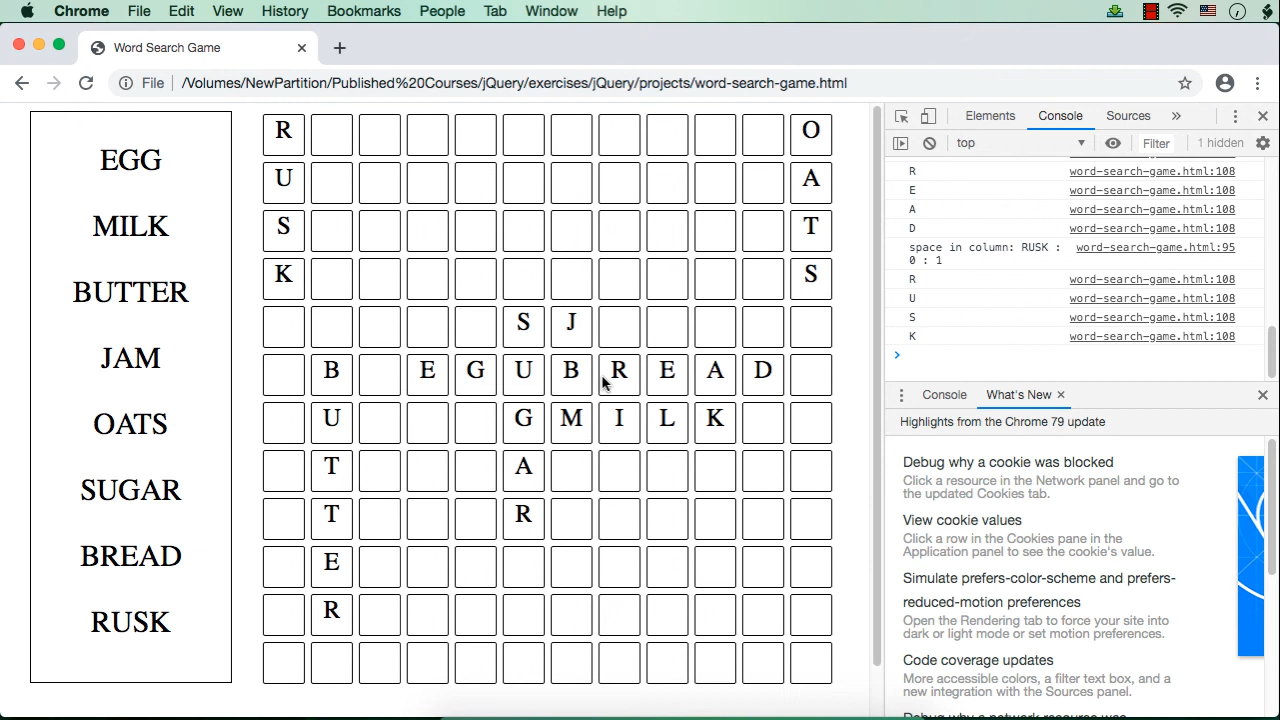 Chrome File Edit View History Bookmarks People Tab Window Help
Word Search Game
File /Volumes/NewPartition/Published%20Courses/jQuery/exercises/jQuery/projects/word-search-game.html
EGG
MILK
BUTTER
JAM
OATS
SUGAR
BREAD
RUSK
R O
U A
S T
K S
S J
B E G U B R E A D
U G M I L K
T A
T R
E
R
Elements Console Sources »
top Filter 1 hidden
R word-search-game.html:108
E word-search-game.html:108
A word-search-game.html:108
D word-search-game.html:108
space in column: RUSK : word-search-game.html:95
0 : 1
R word-search-game.html:108
U word-search-game.html:108
S word-search-game.html:108
K word-search-game.html:108
>
Console What's New
Highlights from the Chrome 79 update
Debug why a cookie was blocked
Click a resource in the Network panel and go to
the updated Cookies tab.
View cookie values
Click a row in the Cookies pane in the
Application panel to see the cookie's value.
Simulate prefers-color-scheme and prefers-
reduced-motion preferences
Open the Rendering tab to force your site into
dark or light mode or set motion preferences.
Code coverage updates
More accessible colors, a filter text box, and a
new integration with the Sources panel.
Debug why a network resource was